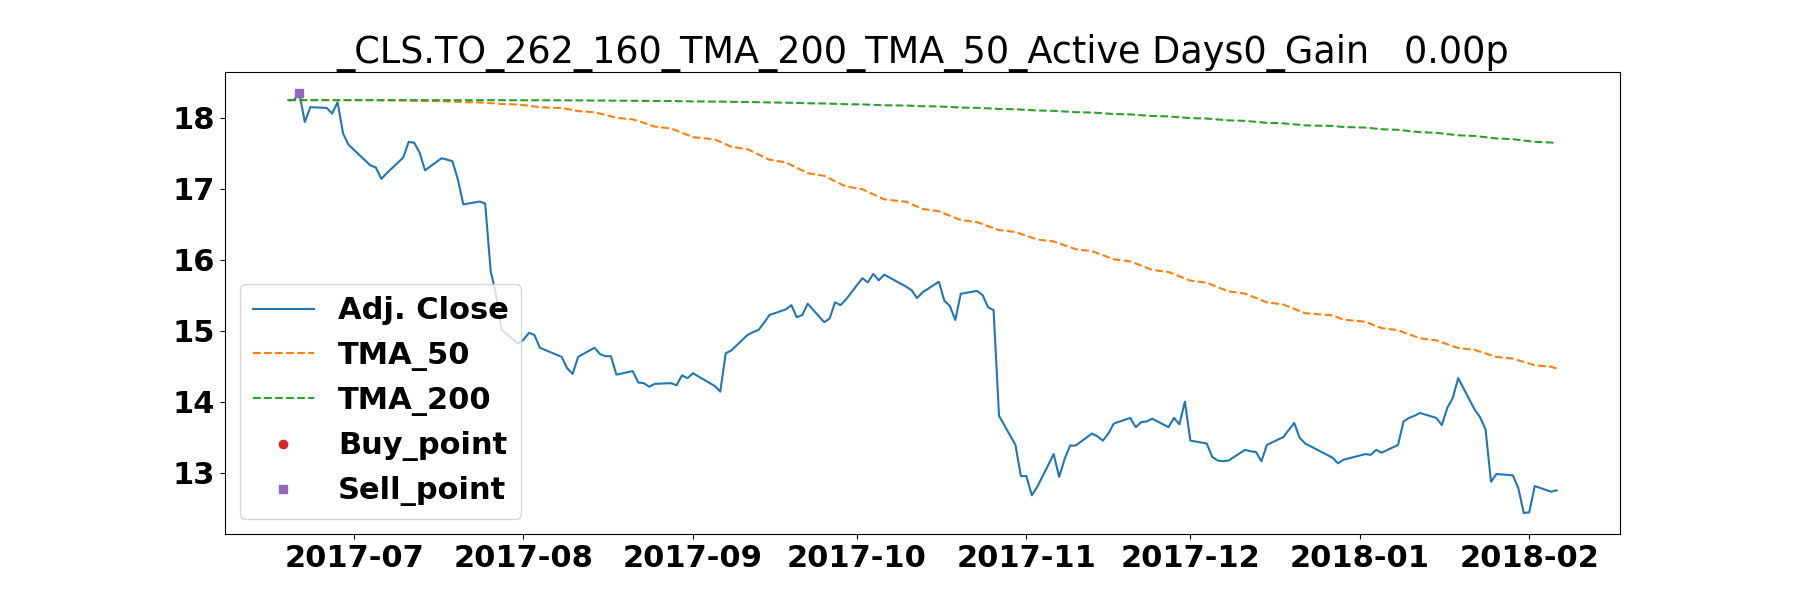 _CLS.TO_262_160_TMA_200_TMA_50_Active Days0_Gain   0.00p
18
17
16
15
14
13
Adj. Close
TMA_50
TMA_200
Buy_point
Sell_point
2017-07 2017-08 2017-09 2017-10 2017-11 2017-12 2018-01 2018-02